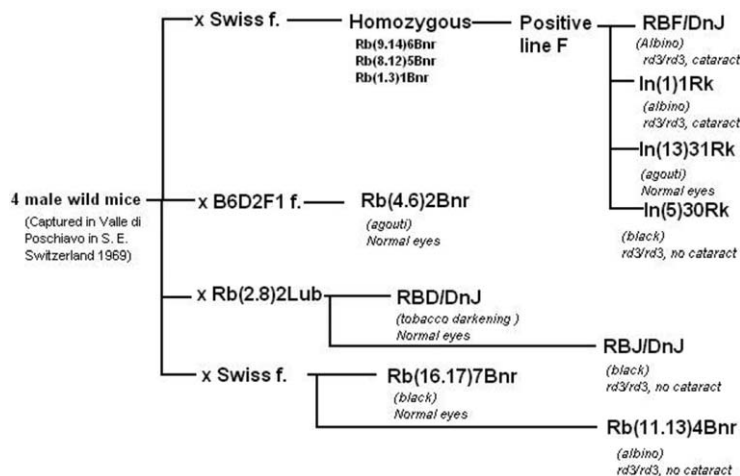 x Swiss f.
Homozygous
Rb(9.14)6Bnr
Rb(8.12)5Bnr
Rb(1.3)1Bnr
Positive
line F
RBF/DnJ
(Albino)
rd3/rd3, cataract
In(1)1Rk
(albino)
rd3/rd3, cataract
In(13)31Rk
(agouti)
Normal eyes
In(5)30Rk
(black)
rd3/rd3, no cataract
4 male wild mice
(Captured in Valle di
Poschiavo in S. E.
Switzerland 1969)
x B6D2F1 f.
Rb(4.6)2Bnr
(agouti)
Normal eyes
x Rb(2.8)2Lub
RBD/DnJ
(tobacco darkening )
Normal eyes
RBJ/DnJ
(black)
rd3/rd3, no cataract
x Swiss f.
Rb(16.17)7Bnr
(black)
Normal eyes
Rb(11.13)4Bnr
(albino)
rd3/rd3, no cataract